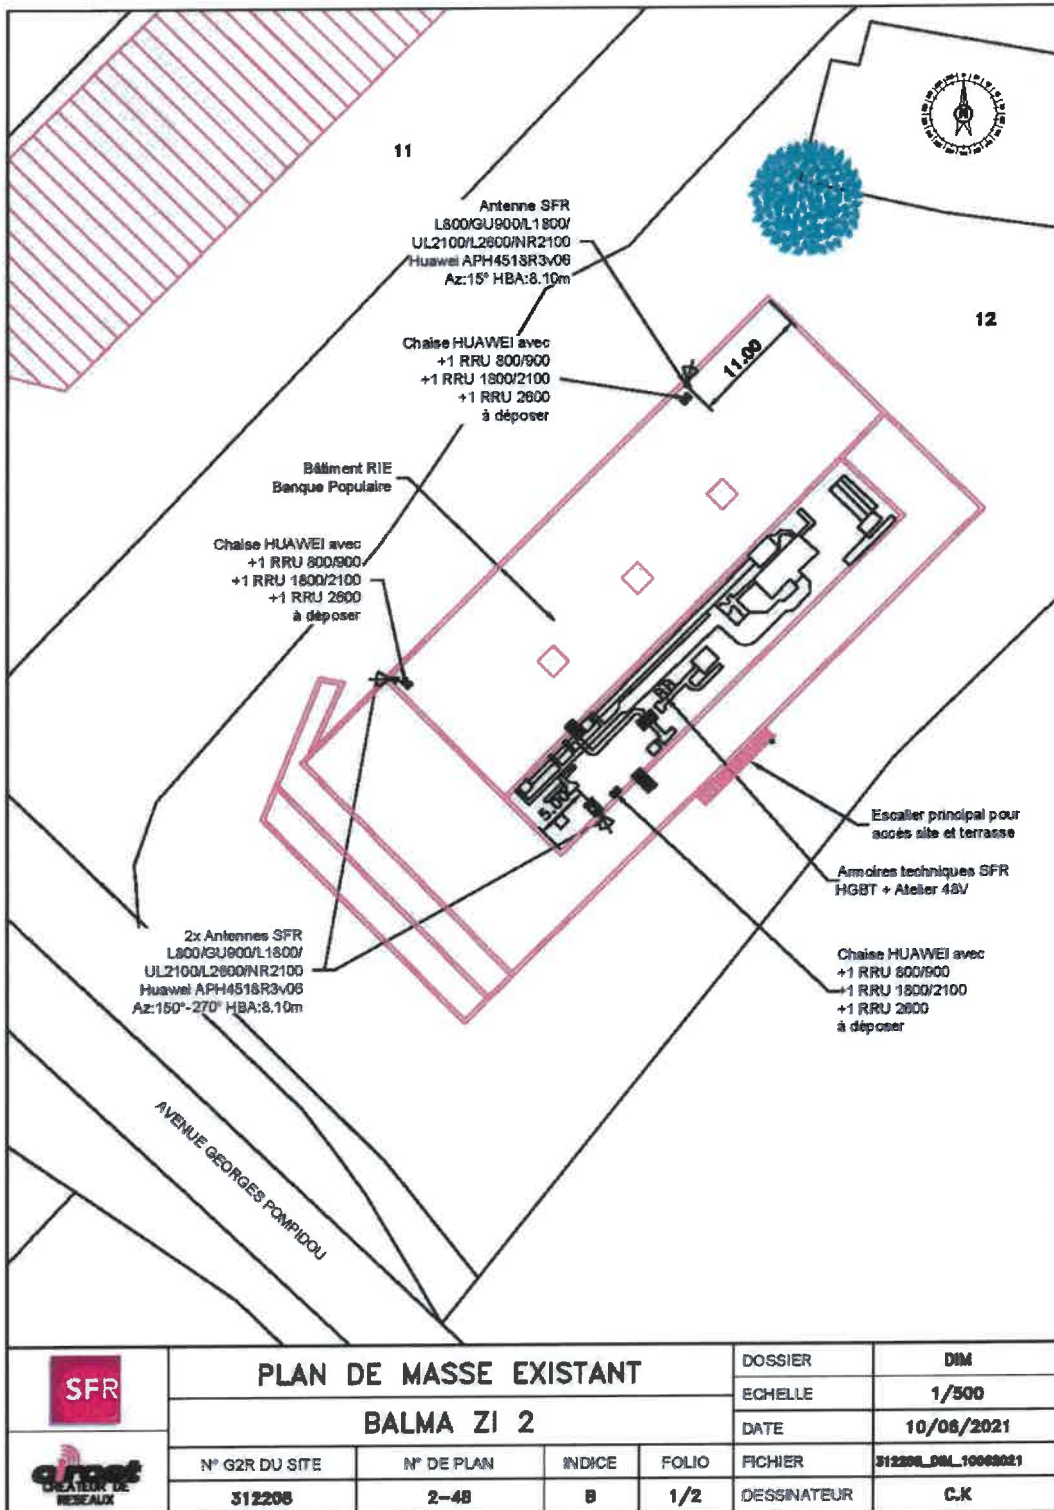 11
Antenne SFR
L800/GU900/L1800/
UL2100/L2600/NR2100
Huawei APH4518R3v06
Az:15° HBA:8.10m
12
11.00
Chaise HUAWEI avec
+1 RRU 800/900
+1 RRU 1800/2100
+1 RRU 2600
à déposer
Bâtiment RIE
Banque Populaire
Chaise HUAWEI avec
+1 RRU 800/900
+1 RRU 1800/2100
+1 RRU 2600
à déposer
Escalier principal pour
accès site et terrasse
Armoires techniques SFR
HGBT + Atelier 48V
2x Antennes SFR
L800/GU900/L1800/
UL2100/L2600/NR2100
Huawei APH4518R3v06
Az:150°-270° HBA:8.10m
Chaise HUAWEI avec
+1 RRU 800/900
+1 RRU 1800/2100
+1 RRU 2600
à déposer
AVENUE GEORGES POMPIDOU
SFR
PLAN DE MASSE EXISTANT
BALMA ZI 2
DOSSIER DIM
ECHELLE 1/500
DATE 10/06/2021
CREATEUR DE
RESEAUX
N° G2R DU SITE N° DE PLAN INDICE FOLIO FICHIER 312206_DIM_10062021
312206 2-4B B 1/2 DESSINATEUR C.K
N